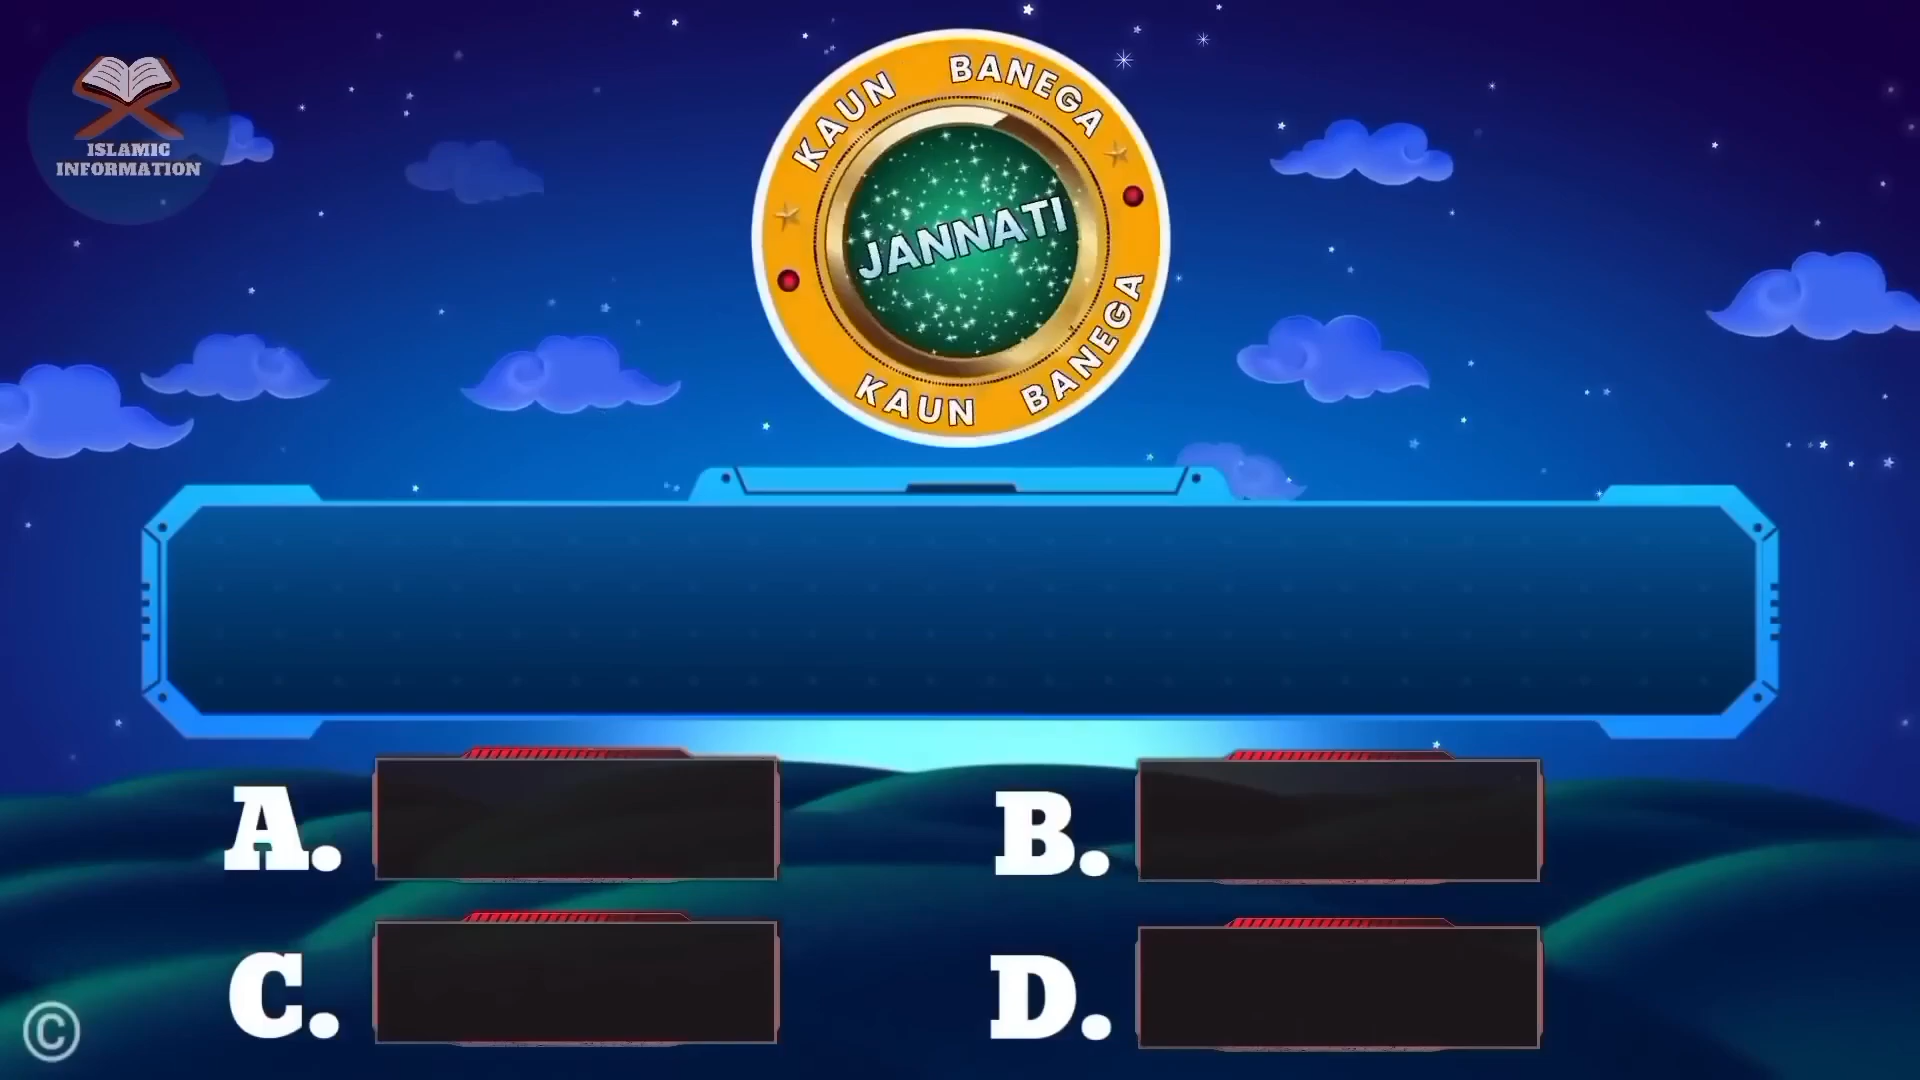 ISLAMIC
INFORMATION
KAUN BANEGA
JANNATI
KAUN BANEGA
A.
B.
C.
D.
©